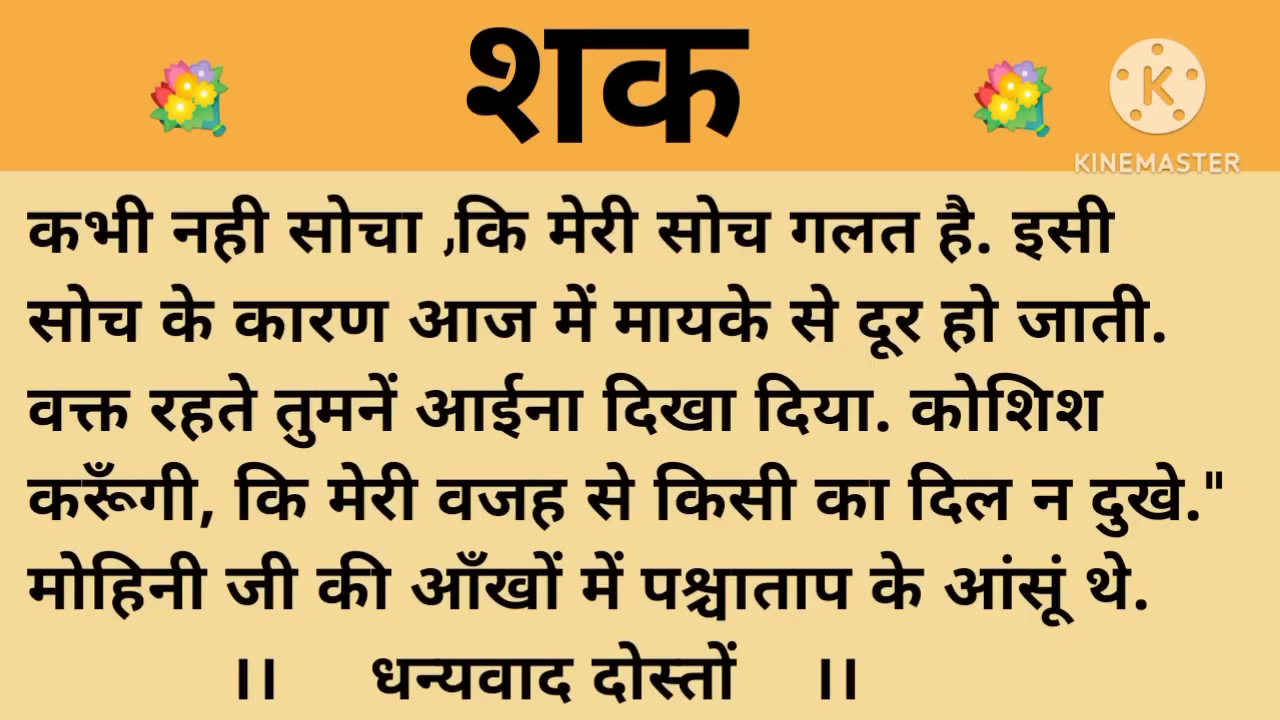 शक
KINEMASTER
कभी नही सोचा ,कि मेरी सोच गलत है. इसी
सोच के कारण आज में मायके से दूर हो जाती.
वक्त रहते तुमनें आईना दिखा दिया. कोशिश
करूँगी, कि मेरी वजह से किसी का दिल न दुखे."
मोहिनी जी की आँखों में पश्चाताप के आंसूं थे.
।। धन्यवाद दोस्तों ।।